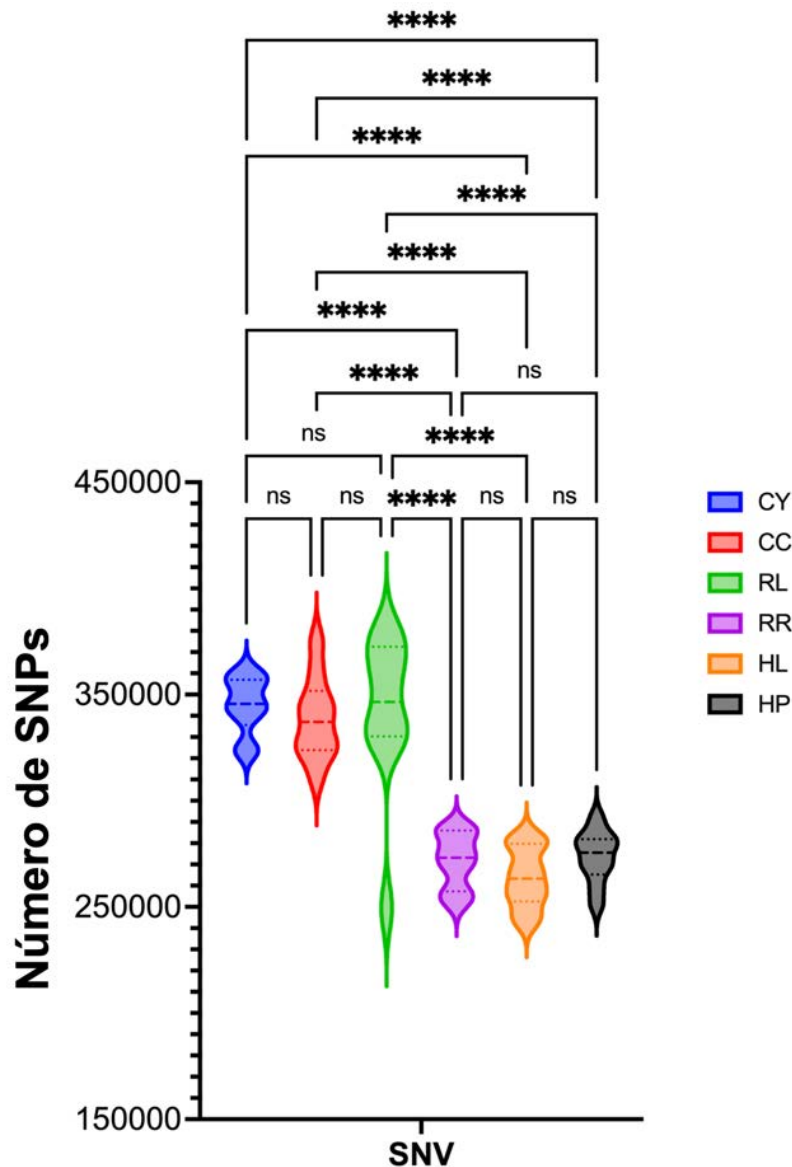 ****
****
****
****
****
****
ns
****
ns
****
450000
ns
ns
****
ns
ns
CY
CC
RL
RR
HL
HP
Número de SNPs
350000
250000
150000
SNV